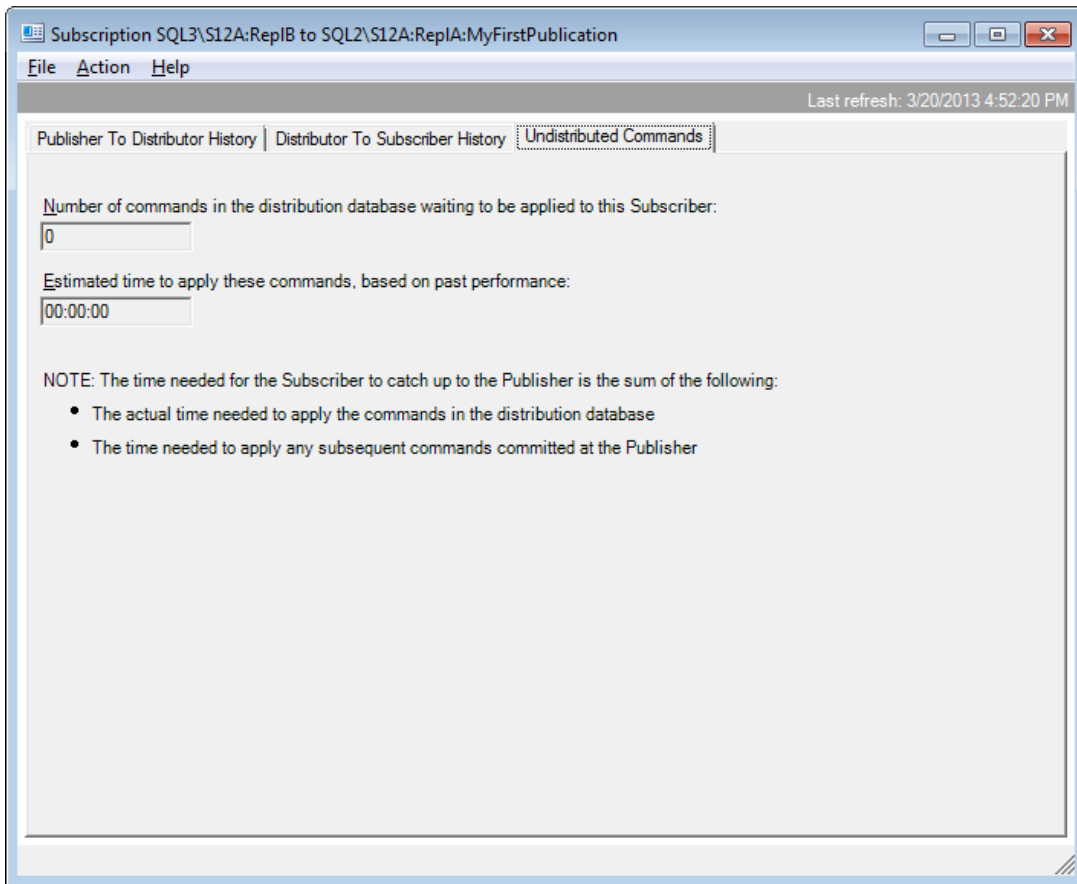 Subscription SQL3\S12A:ReplB to SQL2\S12A:ReplA:MyFirstPublication
File Action Help
Last refresh: 3/20/2013 4:52:20 PM
Publisher To Distributor History Distributor To Subscriber History Undistributed Commands
Number of commands in the distribution database waiting to be applied to this Subscriber:
0
Estimated time to apply these commands, based on past performance:
00:00:00
NOTE: The time needed for the Subscriber to catch up to the Publisher is the sum of the following:
• The actual time needed to apply the commands in the distribution database
• The time needed to apply any subsequent commands committed at the Publisher